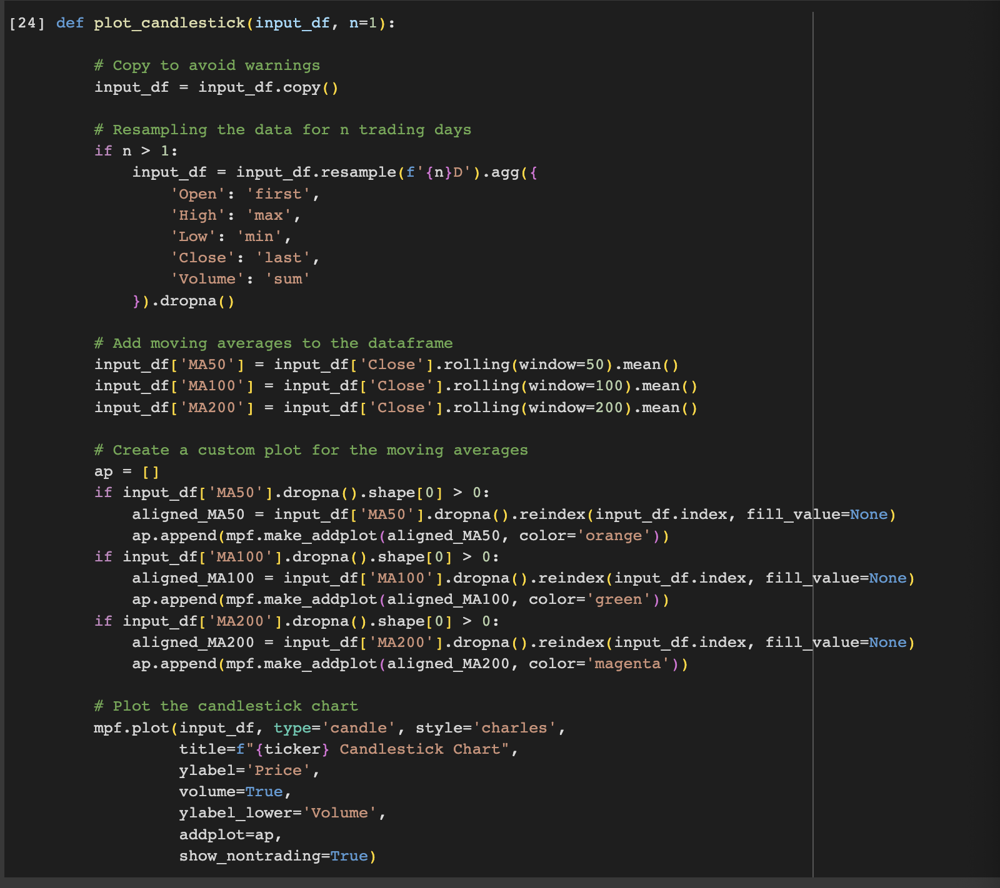 [24] def plot_candlestick(input_df, n=1):
# Copy to avoid warnings
input_df = input_df.copy()
# Resampling the data for n trading days
if n > 1:
input_df = input_df.resample(f'{n}D').agg({
'Open': 'first',
'High': 'max',
'Low': 'min',
'Close': 'last',
'Volume': 'sum'
}).dropna()
# Add moving averages to the dataframe
input_df['MA50'] = input_df['Close'].rolling(window=50).mean()
input_df['MA100'] = input_df['Close'].rolling(window=100).mean()
input_df['MA200'] = input_df['Close'].rolling(window=200).mean()
# Create a custom plot for the moving averages
ap = []
if input_df['MA50'].dropna().shape[0] > 0:
aligned_MA50 = input_df['MA50'].dropna().reindex(input_df.index, fill_value=None)
ap.append(mpf.make_addplot(aligned_MA50, color='orange'))
if input_df['MA100'].dropna().shape[0] > 0:
aligned_MA100 = input_df['MA100'].dropna().reindex(input_df.index, fill_value=None)
ap.append(mpf.make_addplot(aligned_MA100, color='green'))
if input_df['MA200'].dropna().shape[0] > 0:
aligned_MA200 = input_df['MA200'].dropna().reindex(input_df.index, fill_value=None)
ap.append(mpf.make_addplot(aligned_MA200, color='magenta'))
# Plot the candlestick chart
mpf.plot(input_df, type='candle', style='charles',
title=f"{ticker} Candlestick Chart",
ylabel='Price',
volume=True,
ylabel_lower='Volume',
addplot=ap,
show_nontrading=True)